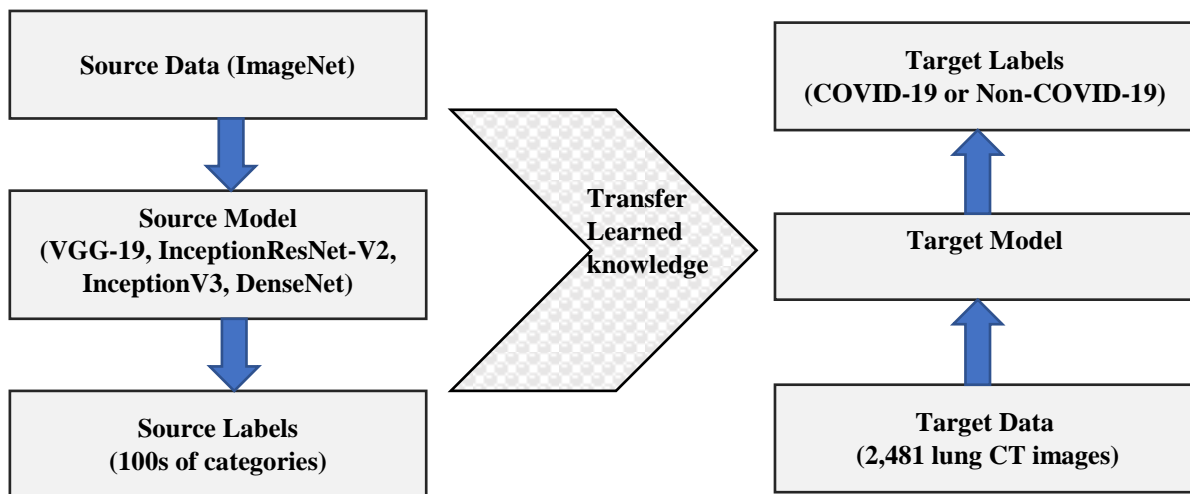 Source Data (ImageNet)
Source Model
(VGG-19, InceptionResNet-V2,
InceptionV3, DenseNet)
Source Labels
(100s of categories)
Transfer
Learned
knowledge
Target Labels
(COVID-19 or Non-COVID-19)
Target Model
Target Data
(2,481 lung CT images)